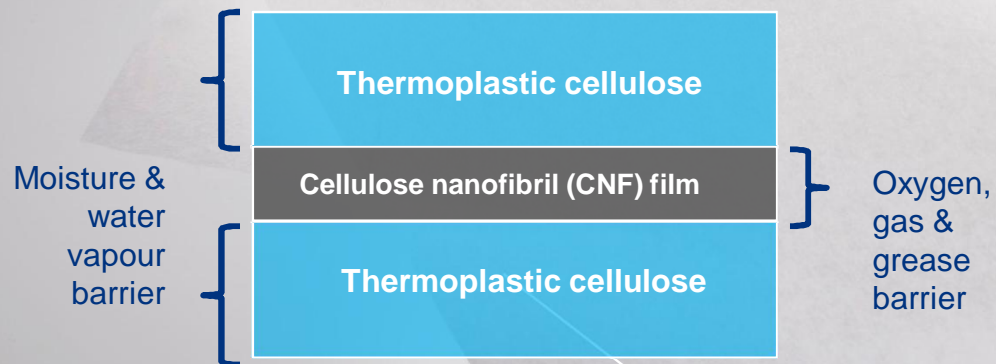 Thermoplastic cellulose
Cellulose nanofibril (CNF) film
Thermoplastic cellulose
Moisture &
water
vapour
barrier
Oxygen,
gas &
grease
barrier